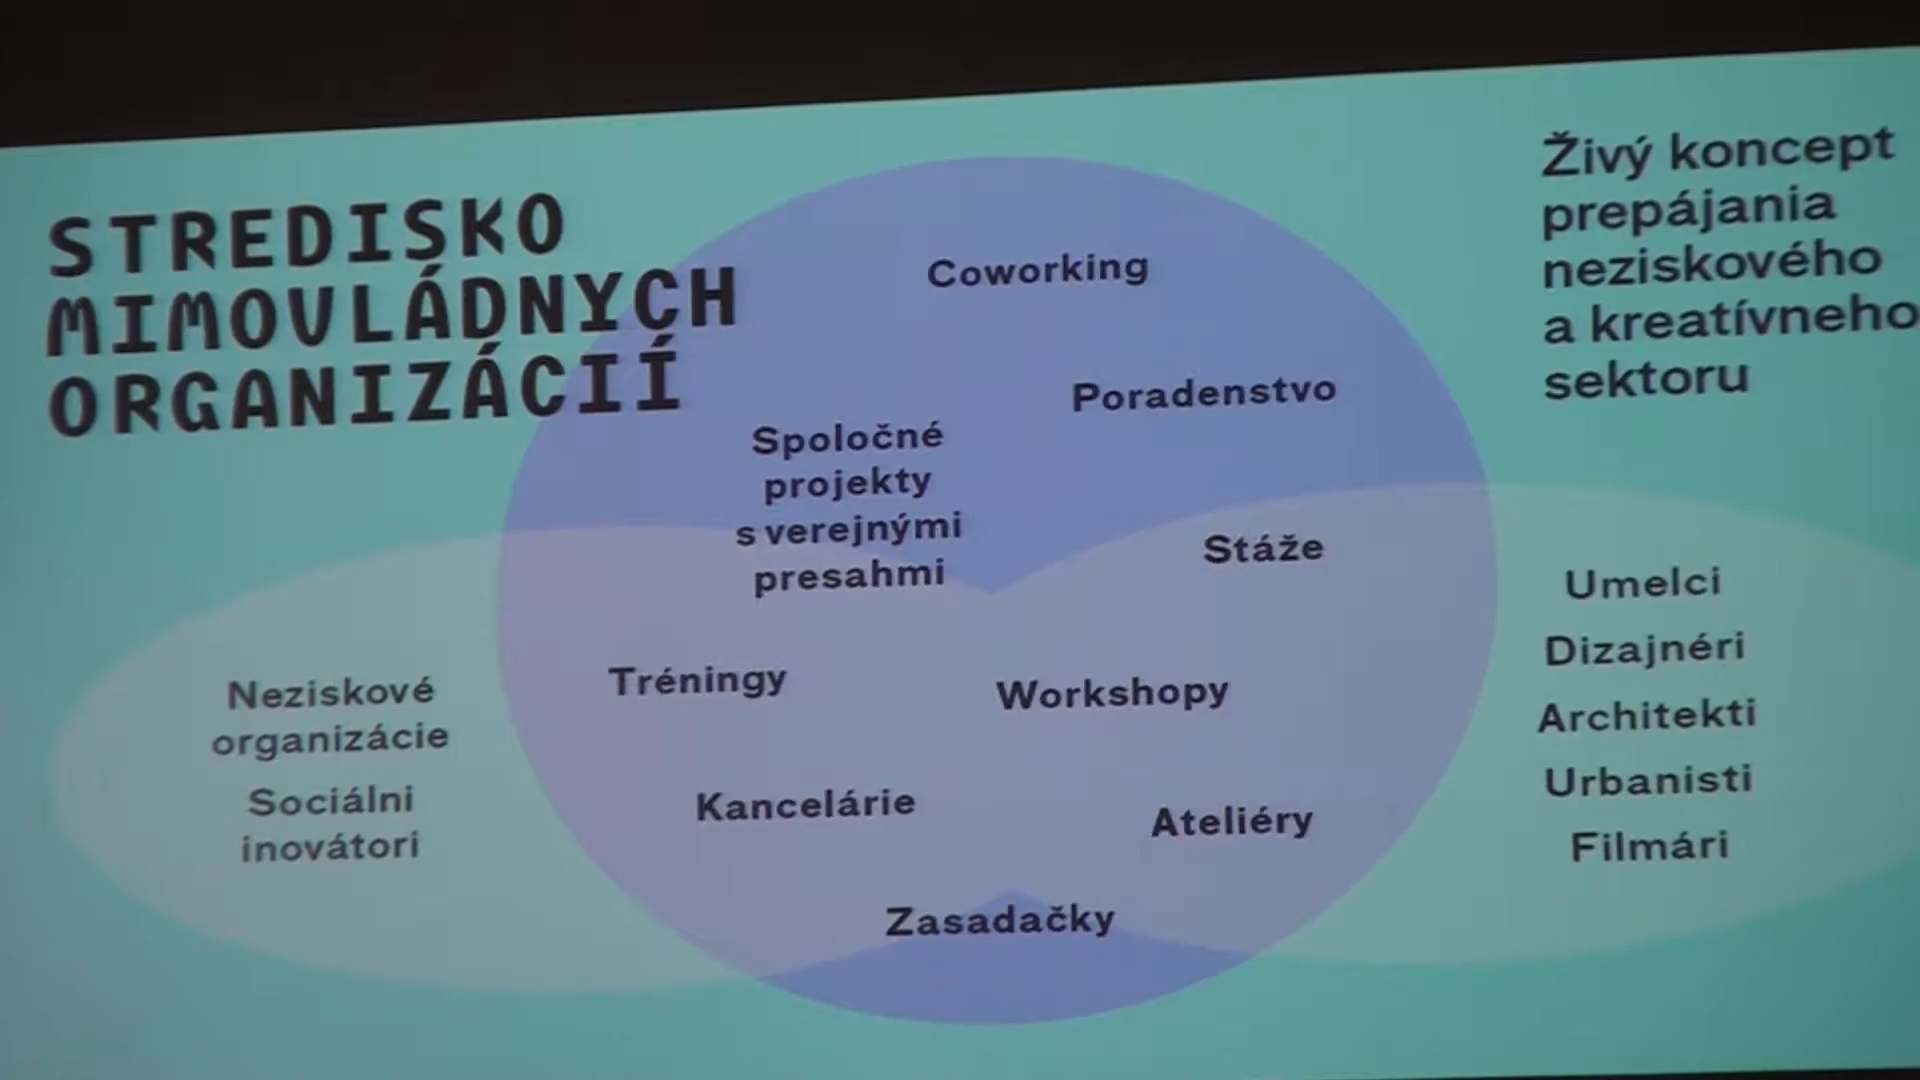 STREDISKO
MIMOVLÁDNYCH
ORGANIZÁCIÍ
Živý koncept
prepájania
neziskového
a kreatívneho
sektoru
Coworking
Poradenstvo
Spoločné
projekty
s verejnými
presahmi
Stáže
Tréningy
Workshopy
Kancelárie
Ateliéry
Zasadačky
Neziskové
organizácie
Sociálni
inovátori
Umelci
Dizajnéri
Architekti
Urbanisti
Filmári